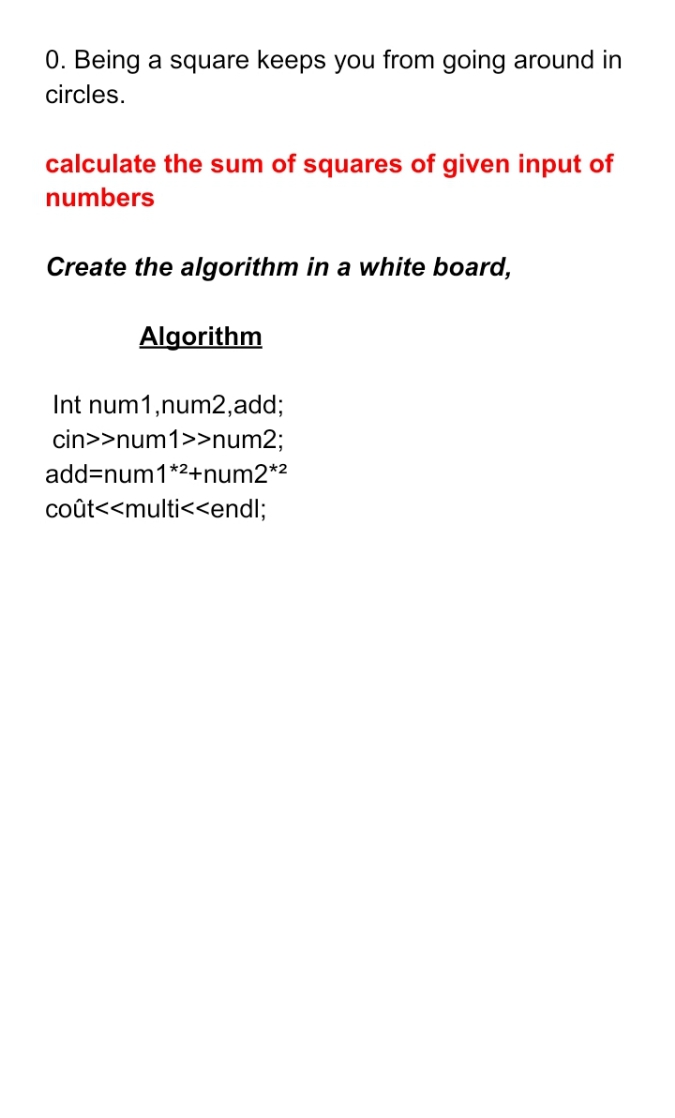 0. Being a square keeps you from going around in
circles.
calculate the sum of squares of given input of
numbers
Create the algorithm in a white board,
Algorithm
Int num1,num2,add;
cin>>num1>>num2;
add=num1*²+num2*²
coût<<multi<<endl;